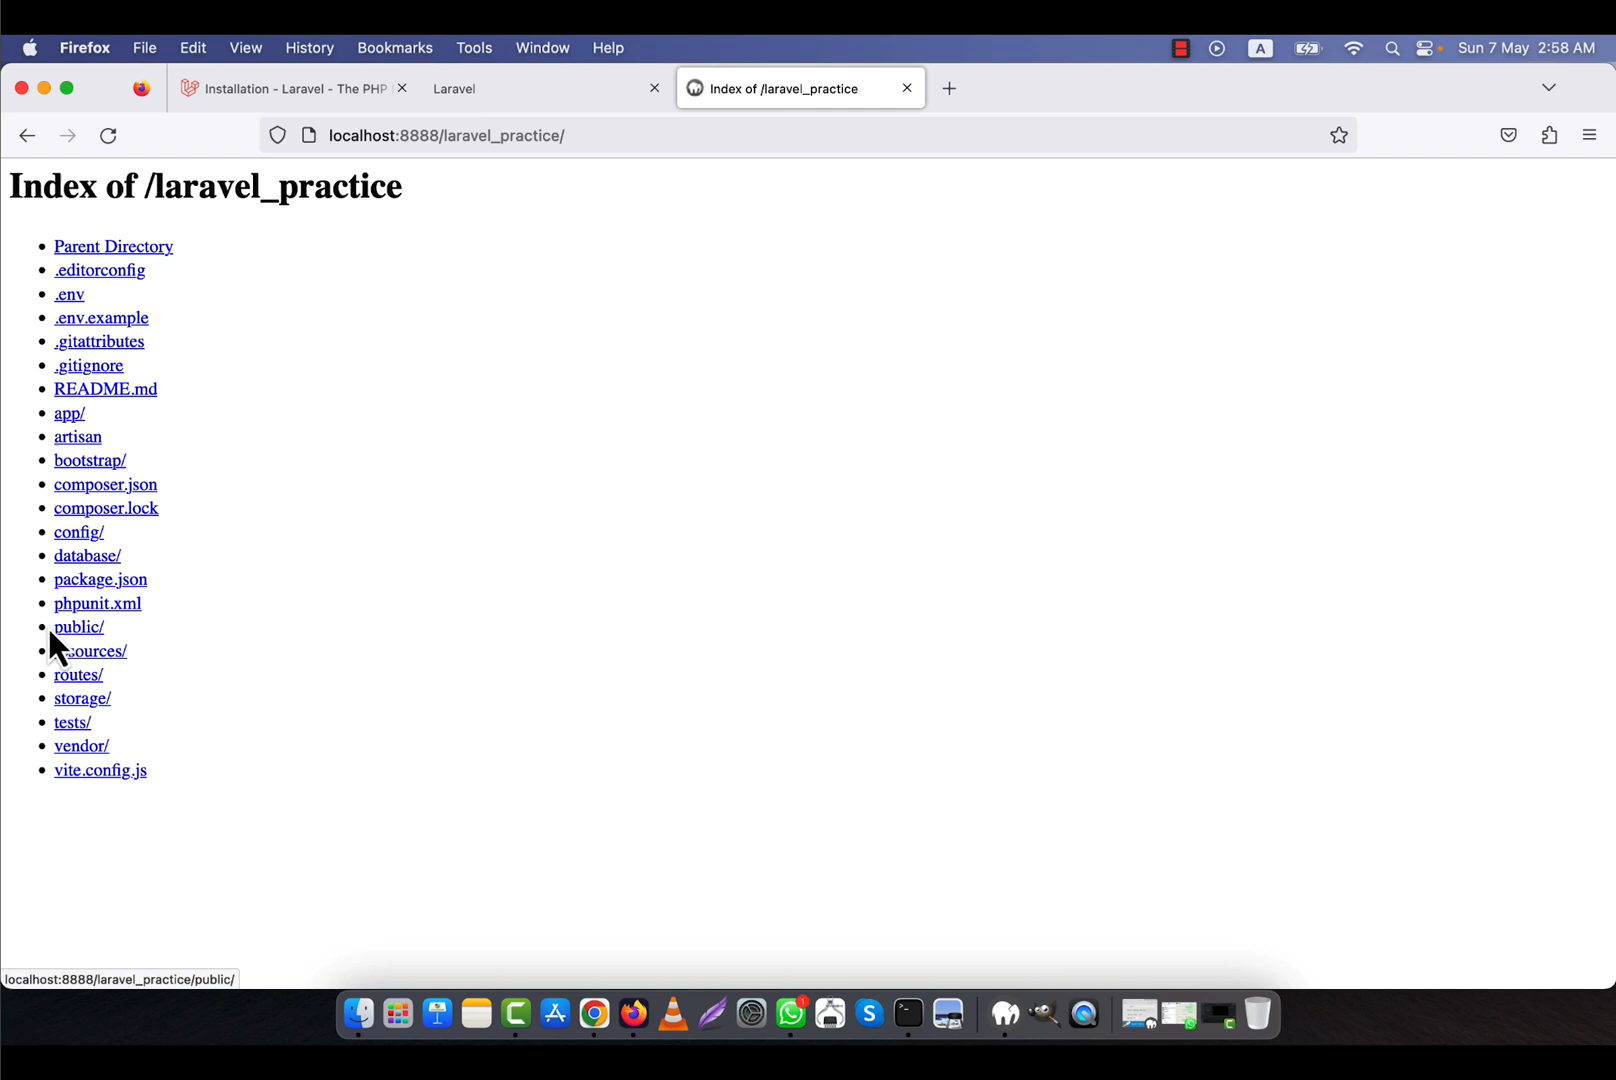 Firefox File Edit View History Bookmarks Tools Window Help A Sun 7 May 2:58 AM
Installation - Laravel - The PHP Laravel Index of /laravel_practice
localhost:8888/laravel_practice/
Index of /laravel_practice
Parent Directory
.editorconfig
.env
.env.example
.gitattributes
.gitignore
README.md
app/
artisan
bootstrap/
composer.json
composer.lock
config/
database/
package.json
phpunit.xml
public/
sources/
routes/
storage/
tests/
vendor/
vite.config.js
localhost:8888/laravel_practice/public/
1